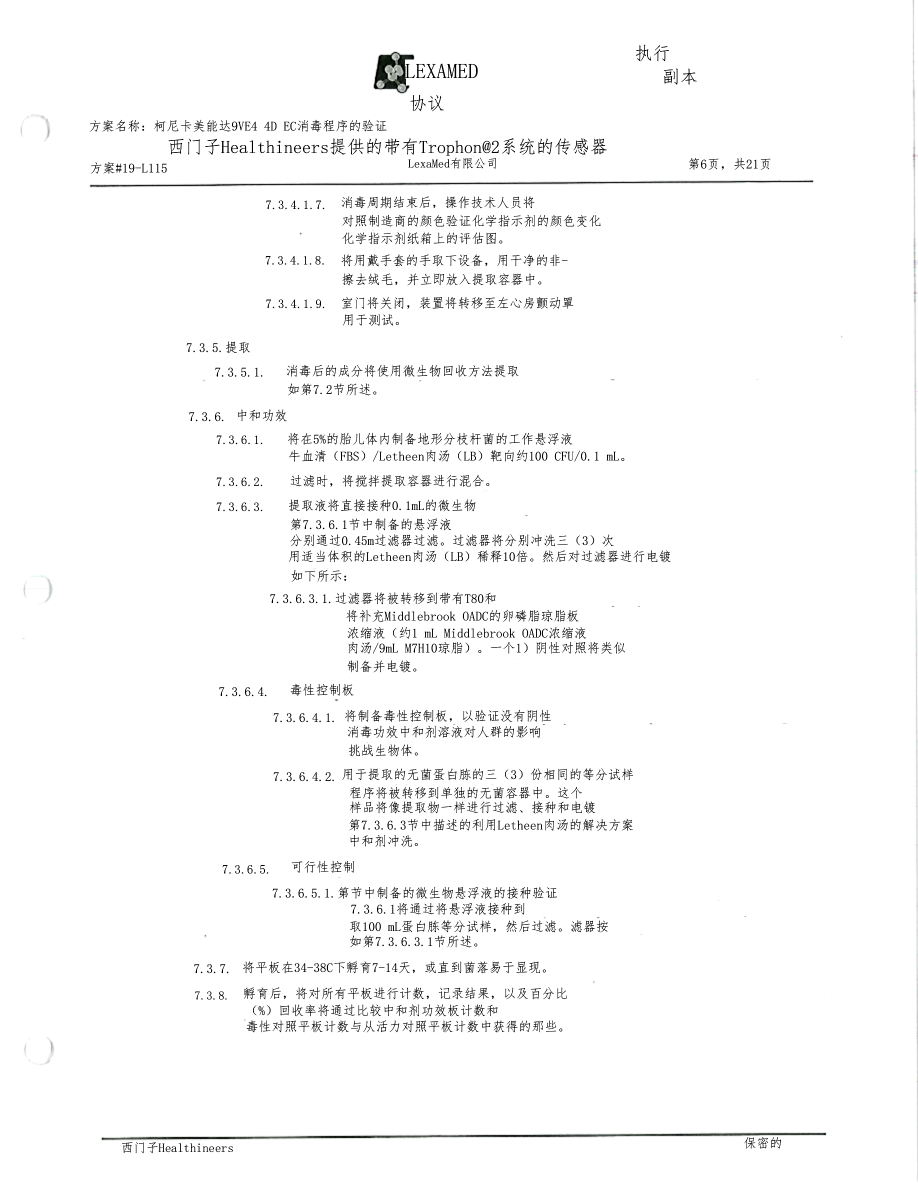 执行
副本
LEXAMED
协议
方案名称：柯尼卡美能达9VE4 4D EC消毒程序的验证
西门子Healthineers提供的带有Trophon@2系统的传感器
方案#19-L115
LexaMed有限公司
第6页，共21页
7.3.4.1.7. 消毒周期结束后，操作技术人员将
对照制造商的颜色验证化学指示剂的颜色变化
化学指示剂纸箱上的评估图。
7.3.4.1.8. 将用戴手套的手取下设备，用干净的非-
擦去绒毛，并立即放入提取容器中。
7.3.4.1.9. 室门将关闭，装置将转移至左心房颤动罩
用于测试。
7.3.5.提取
7.3.5.1. 消毒后的成分将使用微生物回收方法提取
如第7.2节所述。
7.3.6. 中和功效
7.3.6.1. 将在5%的胎儿体内制备地形分枝杆菌的工作悬浮液
牛血清（FBS）/Letheen肉汤（LB）靶向约100 CFU/0.1 mL。
7.3.6.2. 过滤时，将搅拌提取容器进行混合。
7.3.6.3. 提取液将直接接种0.1mL的微生物
第7.3.6.1节中制备的悬浮液
分别通过0.45m过滤器过滤。过滤器将分别冲洗三（3）次
用适当体积的Letheen肉汤（LB）稀释10倍。然后对过滤器进行电镀
如下所示：
7.3.6.3.1.过滤器将被转移到带有T80和
将补充Middlebrook OADC的卵磷脂琼脂板
浓缩液（约1 mL Middlebrook OADC浓缩液
肉汤/9mL M7H10琼脂）。一个1）阴性对照将类似
制备并电镀。
7.3.6.4. 毒性控制板
7.3.6.4.1. 将制备毒性控制板，以验证没有阴性
消毒功效中和剂溶液对人群的影响
挑战生物体。
7.3.6.4.2. 用于提取的无菌蛋白胨的三（3）份相同的等分试样
程序将被转移到单独的无菌容器中。这个
样品将像提取物一样进行过滤、接种和电镀
第7.3.6.3节中描述的利用Letheen肉汤的解决方案
中和剂冲洗。
7.3.6.5. 可行性控制
7.3.6.5.1. 第节中制备的微生物悬浮液的接种验证
7.3.6.1将通过将悬浮液接种到
取100 mL蛋白胨等分试样，然后过滤。滤器按
如第7.3.6.3.1节所述。
7.3.7. 将平板在34-38C下孵育7-14天，或直到菌落易于显现。
7.3.8. 孵育后，将对所有平板进行计数，记录结果，以及百分比
（%）回收率将通过比较中和剂功效板计数和
毒性对照平板计数与从活力对照平板计数中获得的那些。
西门子Healthineers
保密的